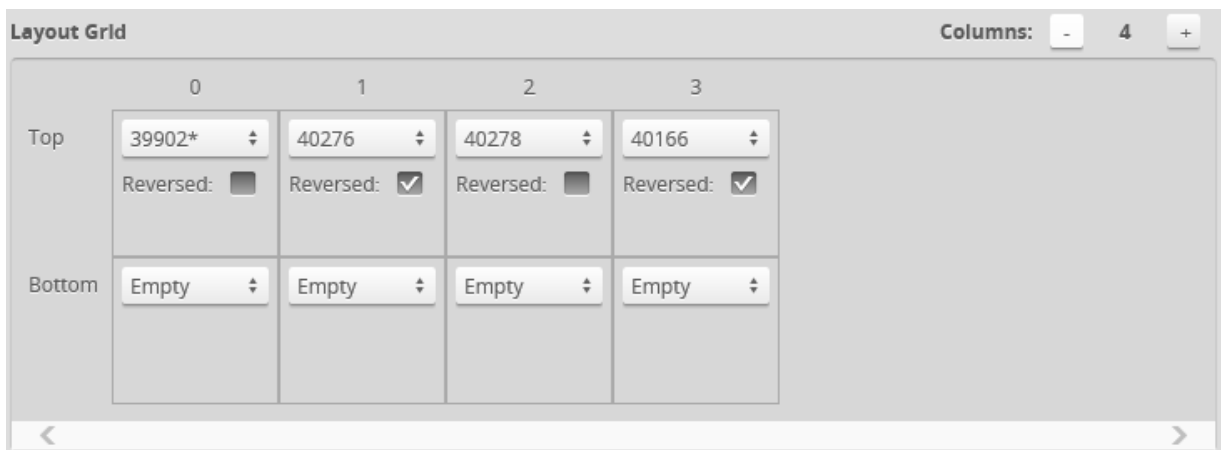 Layout Grid Columns: - 4 +
0 1 2 3
Top 39902* 40276 40278 40166
Reversed: Reversed: Reversed: Reversed:
Bottom Empty Empty Empty Empty